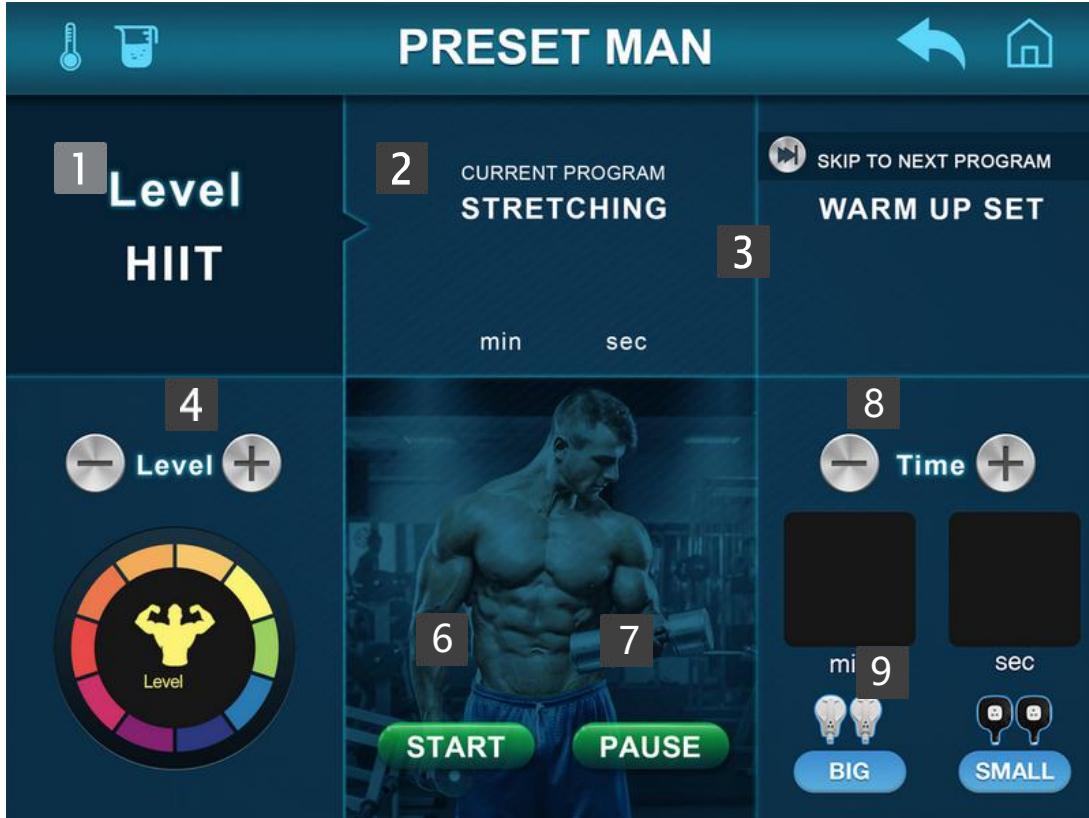 PRESET MAN
1
Level
HIIT
2
CURRENT PROGRAM
STRETCHING
min sec
SKIP TO NEXT PROGRAM
WARM UP SET
3
4
Level
Level
6
7
START
PAUSE
8
Time
min
sec
9
BIG
SMALL